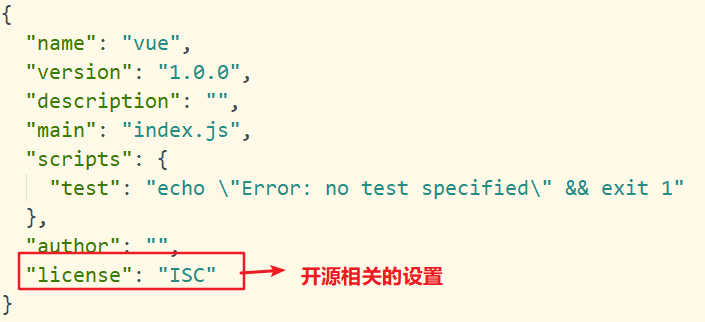 {
"name": "vue",
"version": "1.0.0",
"description": "",
"main": "index.js",
"scripts": {
"test": "echo \"Error: no test specified\" && exit 1"
},
"author": "",
"license": "ISC" 开源相关的设置
}